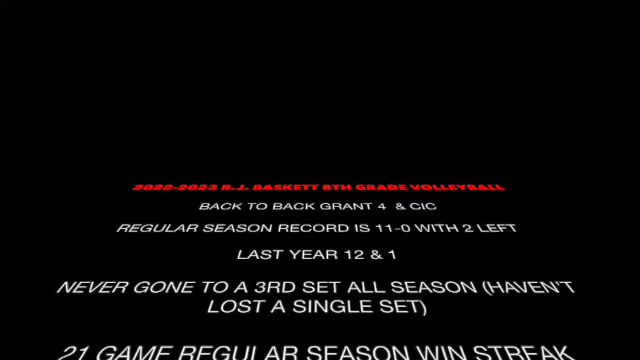 2022-2023 R.J. BASKETT 8TH GRADE VOLLEYBALL
BACK TO BACK GRANT 4 & CIC
REGULAR SEASON RECORD IS 11-0 WITH 2 LEFT
LAST YEAR 12 & 1
NEVER GONE TO A 3RD SET ALL SEASON (HAVEN'T
LOST A SINGLE SET)
21 GAME REGULAR SEASON WIN STREAK